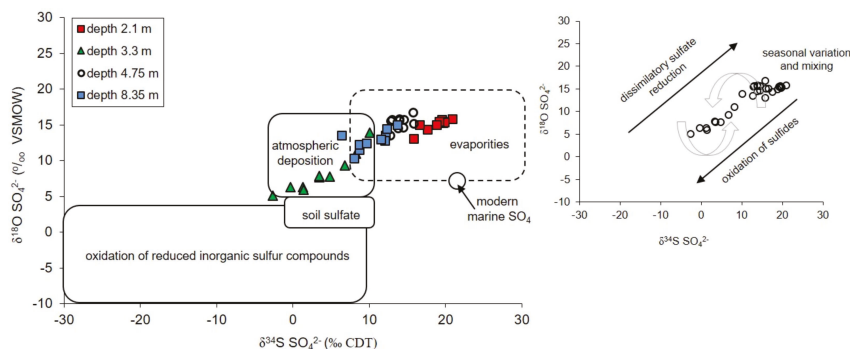 depth 2.1 m
depth 3.3 m
depth 4.75 m
depth 8.35 m
25
20
15
10
5
0
-5
-10
-30
-20
-10
0
10
20
30
δ¹⁸O SO₄²⁻ (⁰/₀₀ VSMOW)
δ³⁴S SO₄²⁻ (‰ CDT)
atmospheric
deposition
evaporities
soil sulfate
modern
marine SO₄
oxidation of reduced inorganic sulfur compounds
30
25
20
15
10
5
0
-5
-10
-30
-20
-10
0
10
20
30
δ¹⁸O SO₄²⁻
δ³⁴S SO₄²⁻
dissimilatory sulfate
reduction
seasonal variation
and mixing
oxidation of sulfides